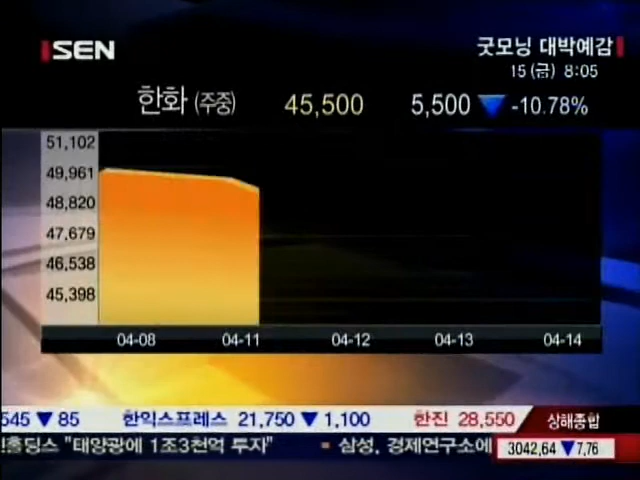 SEN
굿모닝 대박예감
15(금) 8:05
한화 (주중) 45,500 5,500 ▼ -10.78%
51,102
49,961
48,820
47,679
46,538
45,398
04-08 04-11 04-12 04-13 04-14
545 ▼ 85 한익스프레스 21,750 ▼ 1,100 한진 28,550 상해종합
홀딩스 "태양광에 1조3천억 투자" 삼성, 경제연구소에 3042,64 ▼ 7,76